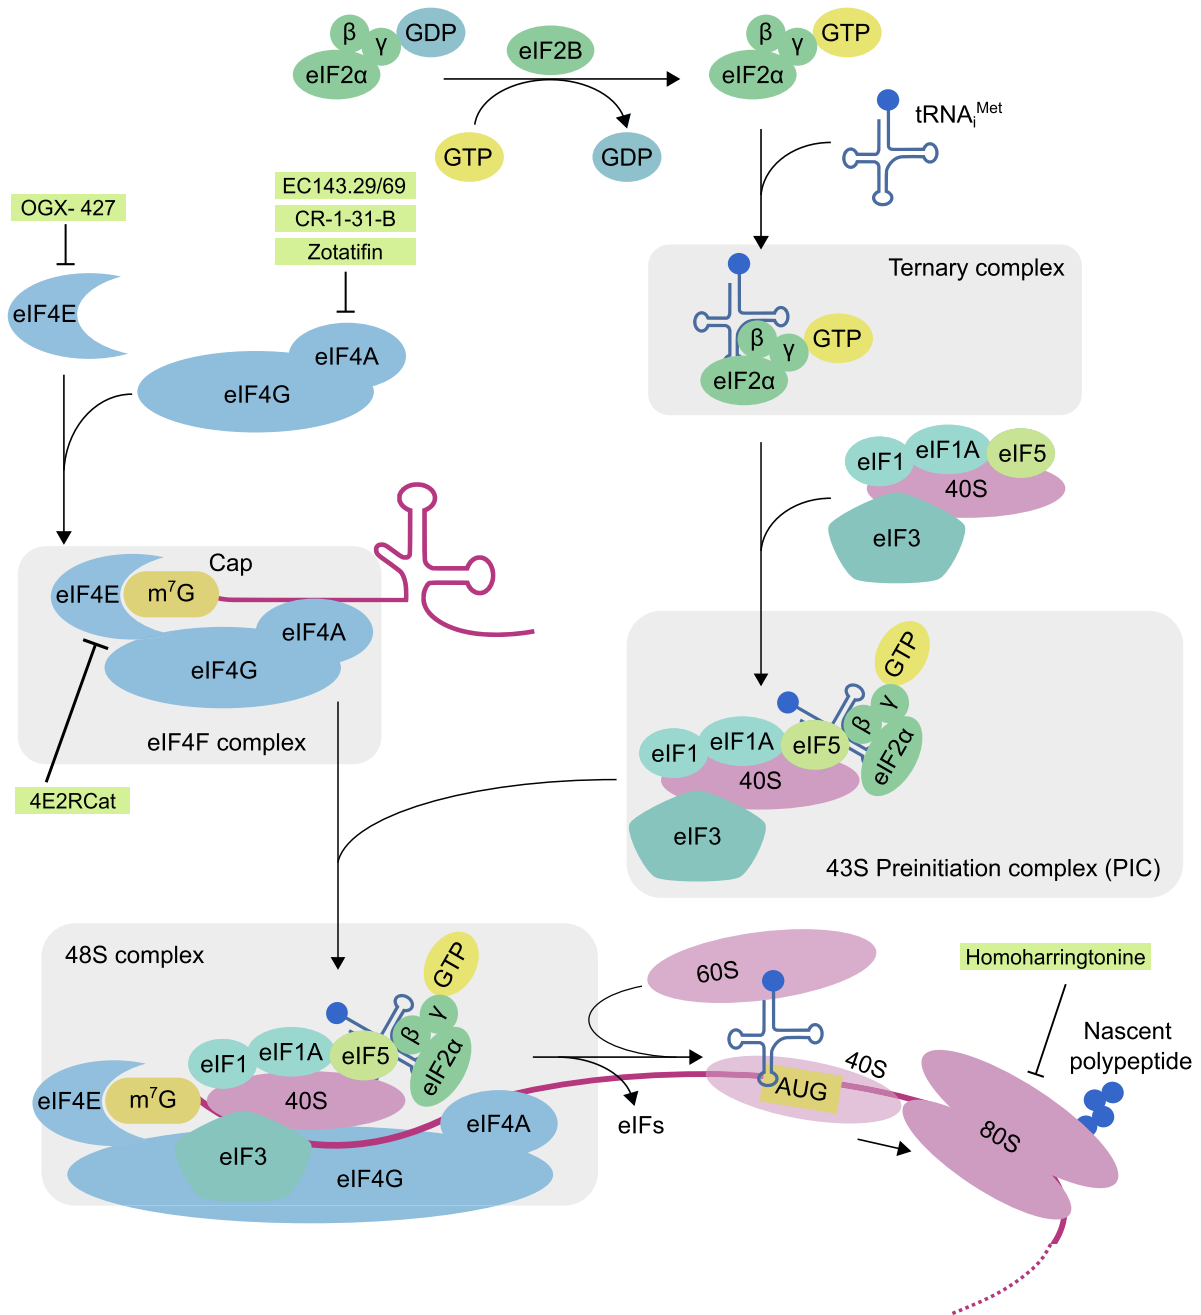 β
γ
GDP
eIF2α
eIF2B
β
γ
GTP
eIF2α
GTP
GDP
tRNAiMet
EC143.29/69
CR-1-31-B
Zotatifin
OGX- 427
eIF4E
eIF4A
eIF4G
Ternary complex
β
γ
GTP
eIF2α
eIF1
eIF1A
eIF5
40S
eIF3
Cap
eIF4E
m7G
eIF4A
eIF4G
eIF4F complex
4E2RCat
GTP
γ
β
eIF2α
eIF1
eIF1A
eIF5
40S
eIF3
43S Preinitiation complex (PIC)
48S complex
GTP
γ
β
eIF2α
eIF1
eIF1A
eIF5
eIF4E
m7G
40S
eIF4A
eIF3
eIF4G
eIFs
60S
40S
AUG
Homoharringtonine
Nascent
polypeptide
80S